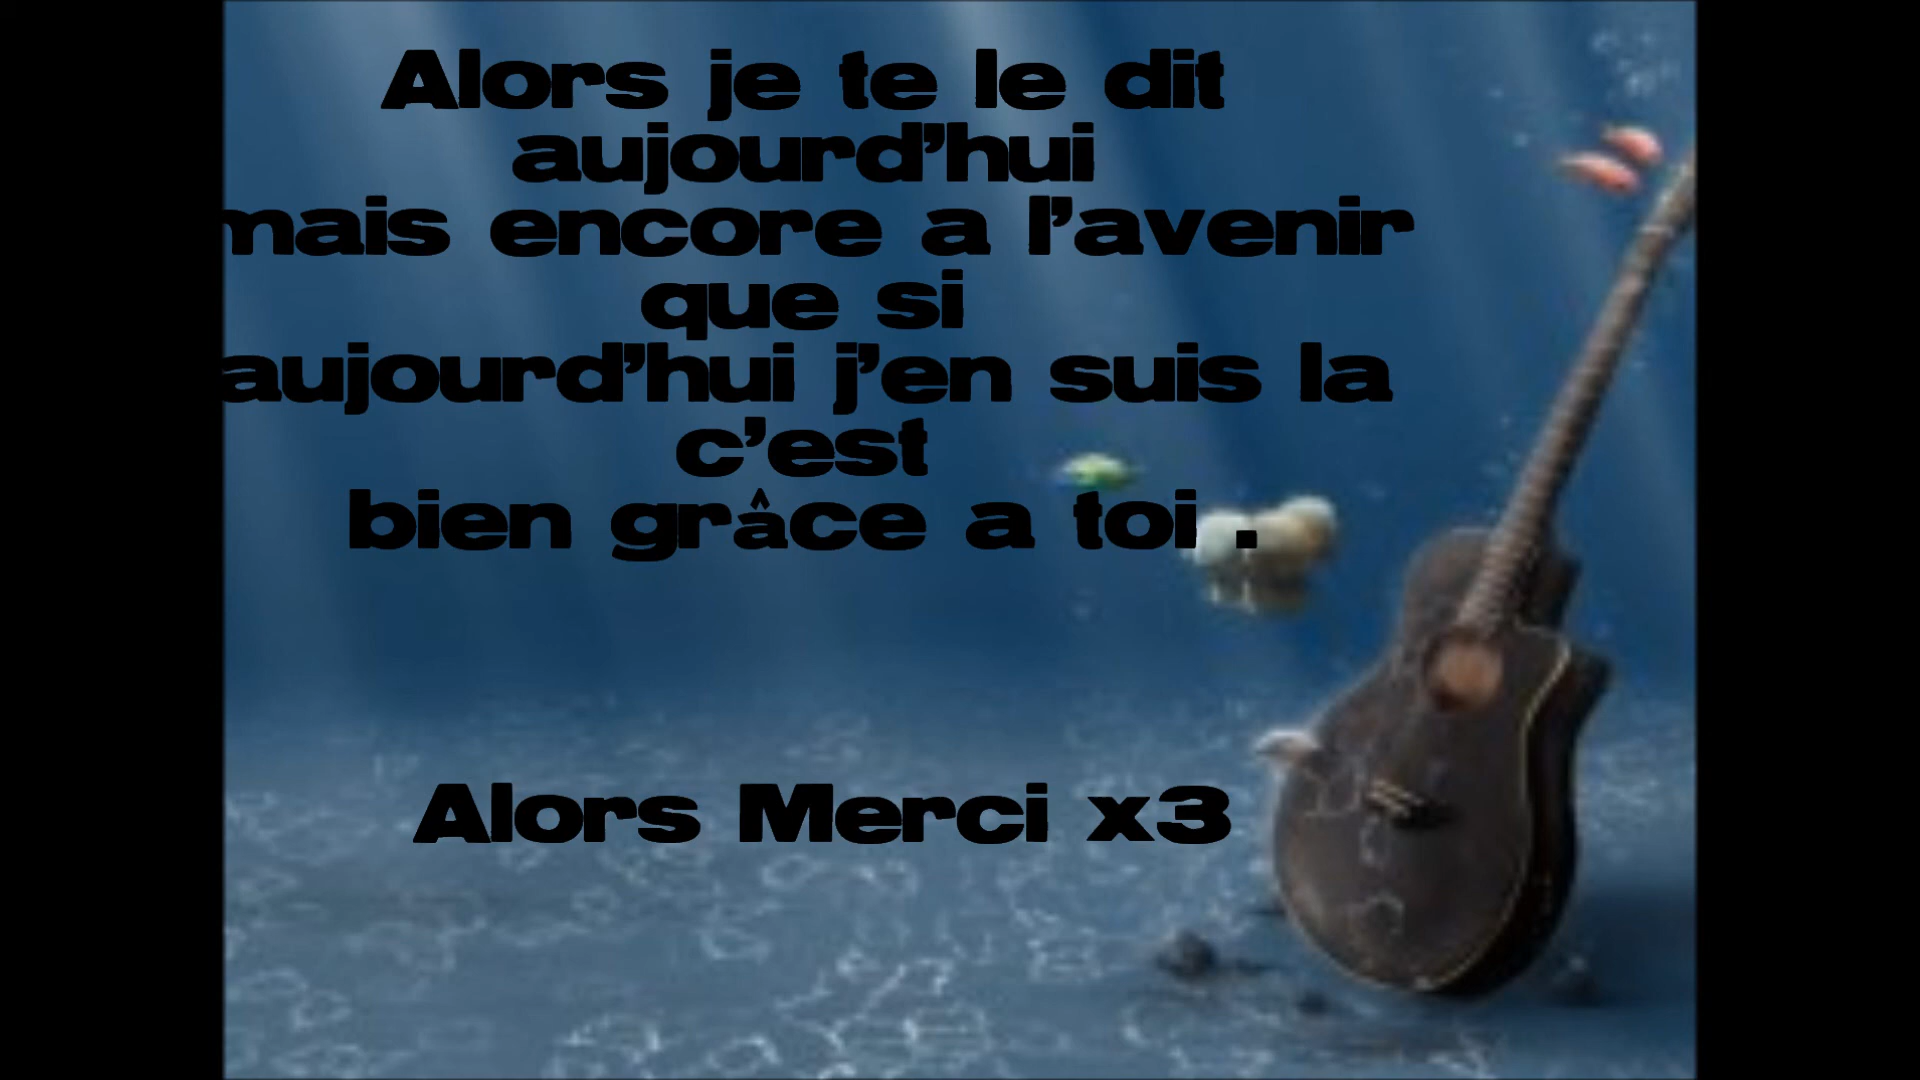 Alors je te le dit
aujourd'hui
mais encore a l'avenir
que si
aujourd'hui j'en suis la
c'est
bien grâce a toi .
Alors Merci x3